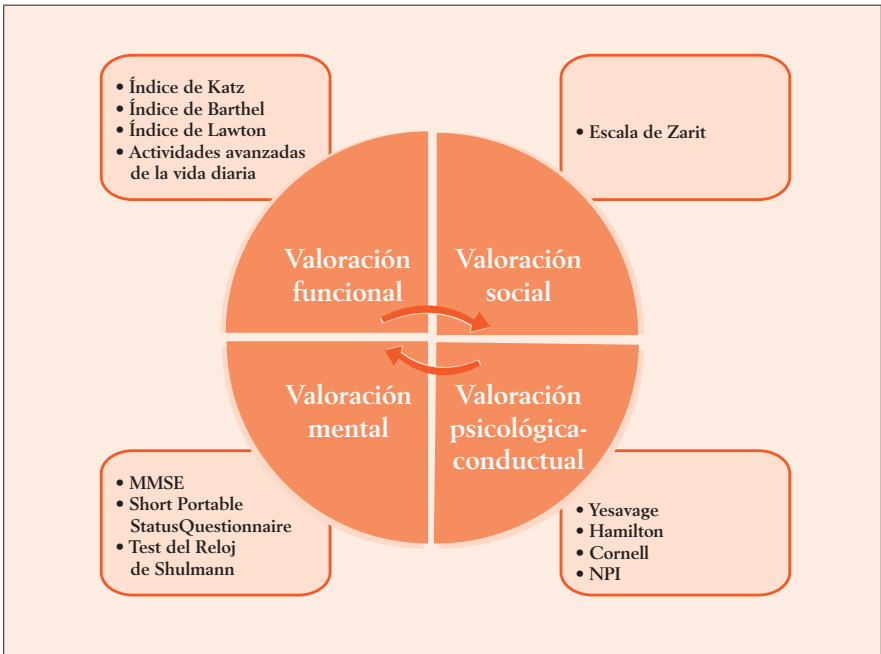 • Índice de Katz
• Índice de Barthel
• Índice de Lawton
• Actividades avanzadas
de la vida diaria
• Escala de Zarit
Valoración
funcional
Valoración
social
Valoración
mental
Valoración
psicológica-
conductual
• MMSE
• Short Portable
StatusQuestionnaire
• Test del Reloj
de Shulmann
• Yesavage
• Hamilton
• Cornell
• NPI